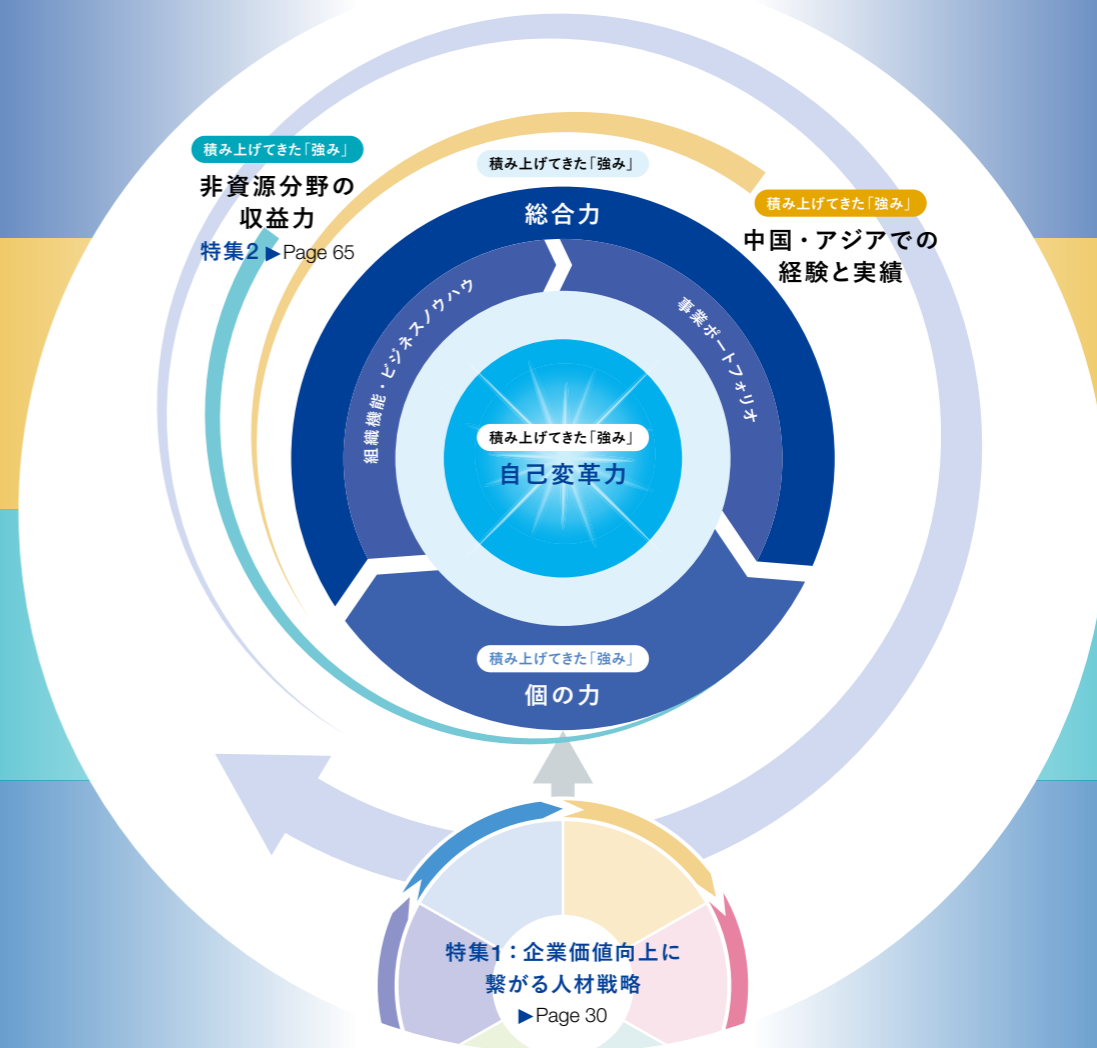 積み上げてきた「強み」
非資源分野の
収益力
特集2 ▶Page 65
積み上げてきた「強み」
総合力
積み上げてきた「強み」
中国・アジアでの
経験と実績
組織機能・ビジネスノウハウ
事業ポートフォリオ
積み上げてきた「強み」
自己変革力
積み上げてきた「強み」
個の力
特集1：企業価値向上に
繋がる人材戦略
▶Page 30